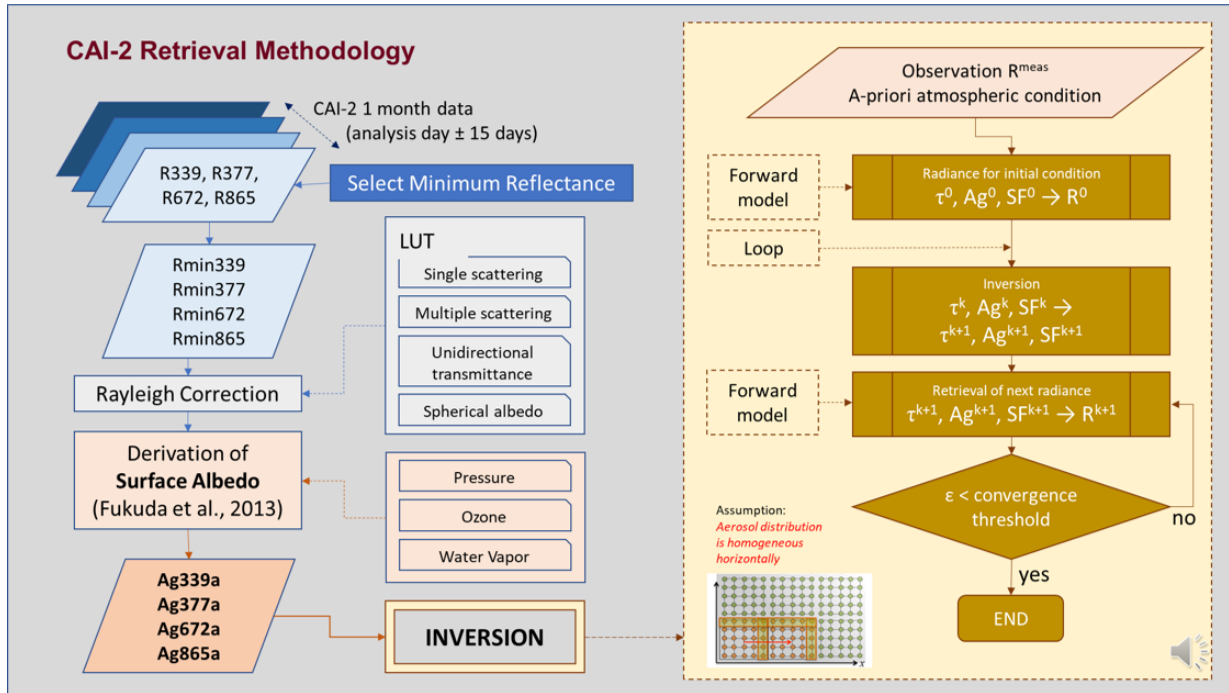 CAI-2 Retrieval Methodology
CAI-2 1 month data
(analysis day ± 15 days)
R339, R377,
R672, R865
Select Minimum Reflectance
Rmin339
Rmin377
Rmin672
Rmin865
Rayleigh Correction
Derivation of
Surface Albedo
(Fukuda et al., 2013)
Ag339a
Ag377a
Ag672a
Ag865a
LUT
Single scattering
Multiple scattering
Unidirectional
transmittance
Spherical albedo
Pressure
Ozone
Water Vapor
INVERSION
Observation Rᵐᵉᵃˢ
A-priori atmospheric condition
Forward
model
Radiance for initial condition
τ⁰, Ag⁰, SF⁰ → R⁰
Loop
Inversion
τᵏ, Agᵏ, SFᵏ →
τᵏ⁺¹, Agᵏ⁺¹, SFᵏ⁺¹
Forward
model
Retrieval of next radiance
τᵏ⁺¹, Agᵏ⁺¹, SFᵏ⁺¹ → Rᵏ⁺¹
ε < convergence
threshold
no
yes
END
Assumption:
Aerosol distribution
is homogeneous
horizontally
x